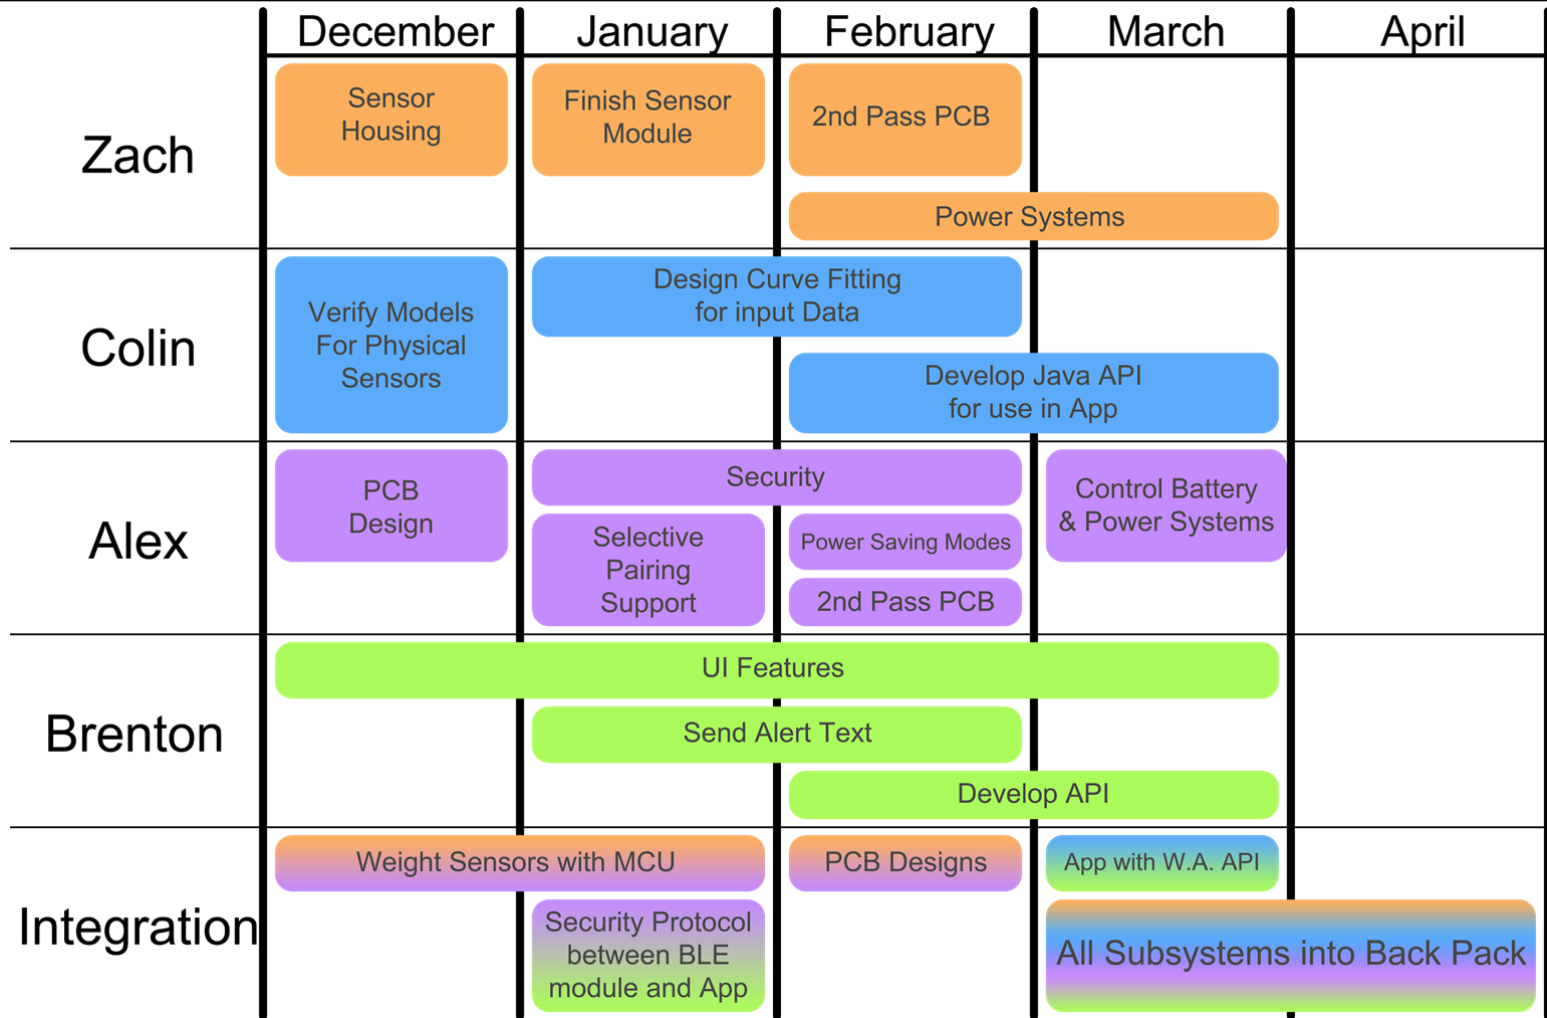 December January February March April
Zach
Sensor
Housing
Finish Sensor
Module
2nd Pass PCB
Power Systems
Colin
Verify Models
For Physical
Sensors
Design Curve Fitting
for input Data
Develop Java API
for use in App
Alex
PCB
Design
Security
Selective
Pairing
Support
Power Saving Modes
2nd Pass PCB
Control Battery
& Power Systems
Brenton
UI Features
Send Alert Text
Develop API
Integration
Weight Sensors with MCU
PCB Designs
App with W.A. API
Security Protocol
between BLE
module and App
All Subsystems into Back Pack